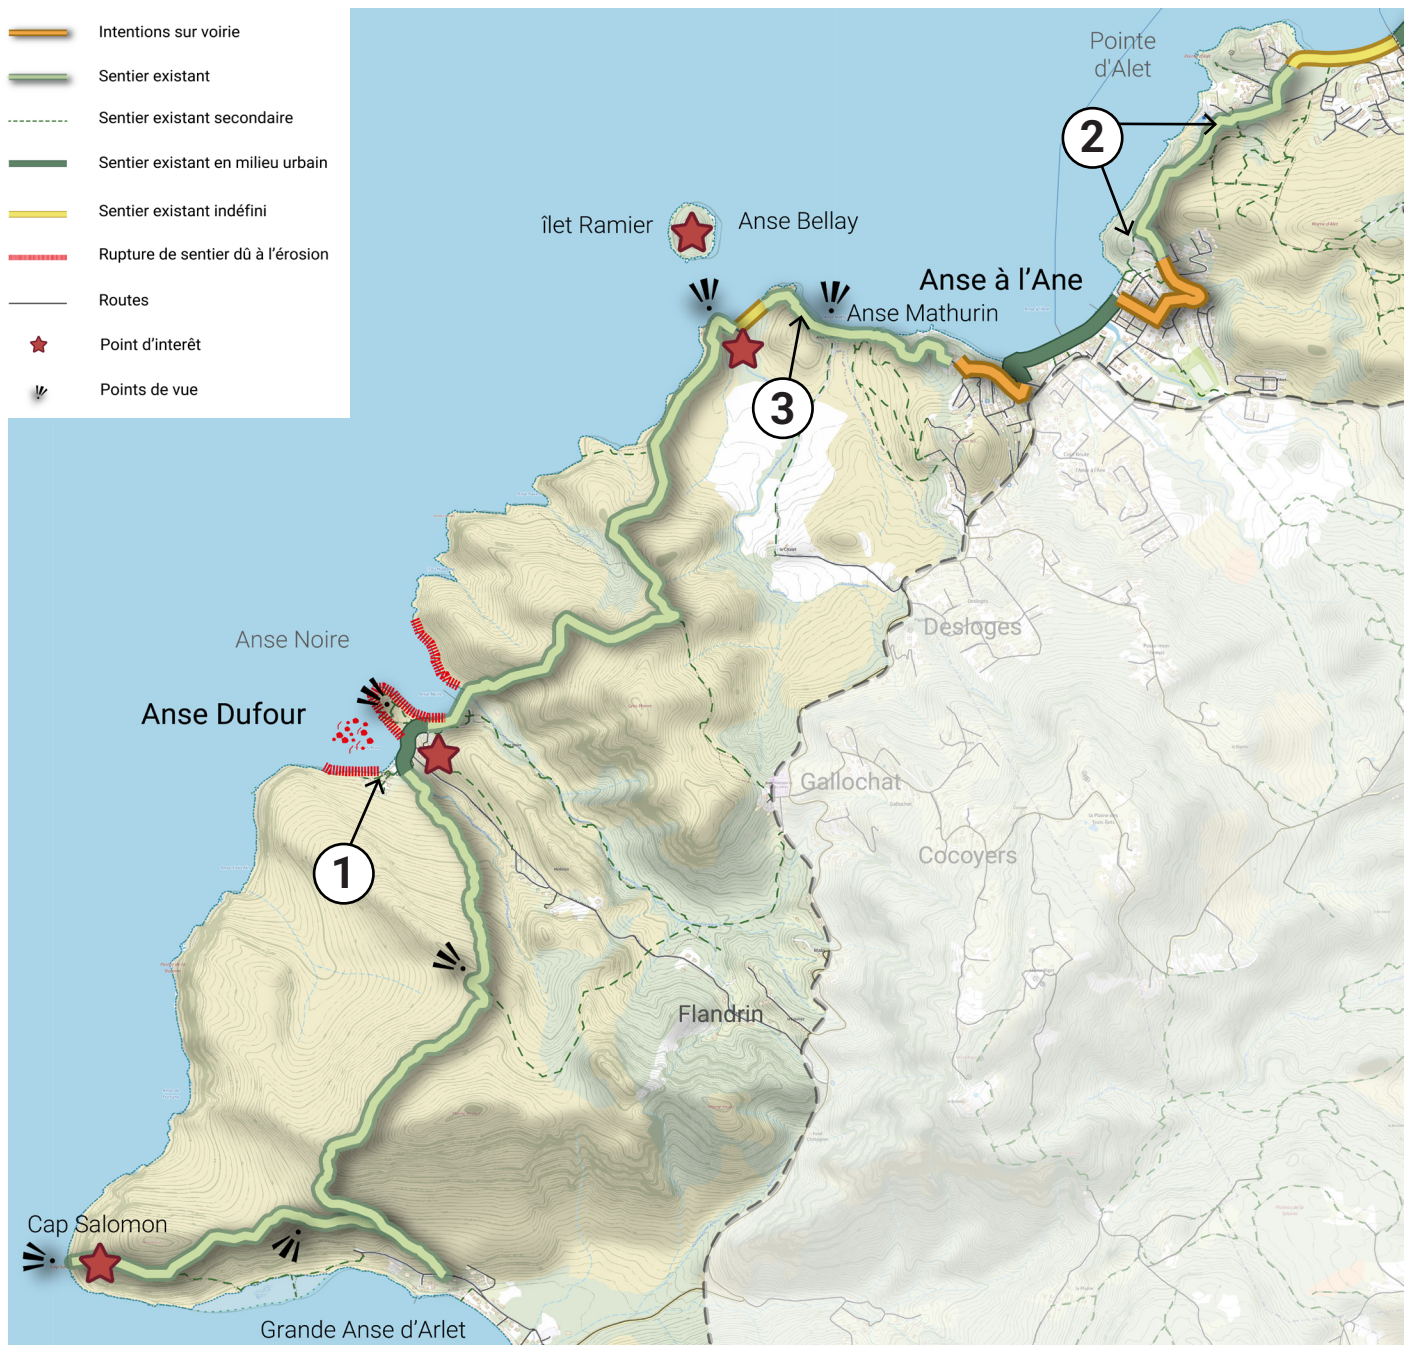 Intentions sur voirie
Sentier existant
Sentier existant secondaire
Sentier existant en milieu urbain
Sentier existant indéfini
Rupture de sentier dû à l’érosion
Routes
Point d’interêt
Points de vue
Pointe
d'Alet
2
îlet Ramier
Anse Bellay
Anse à l’Ane
Anse Mathurin
3
Desloges
Anse Noire
Anse Dufour
Gallochat
Cocoyers
1
Flandrin
Cap Salomon
Grande Anse d’Arlet